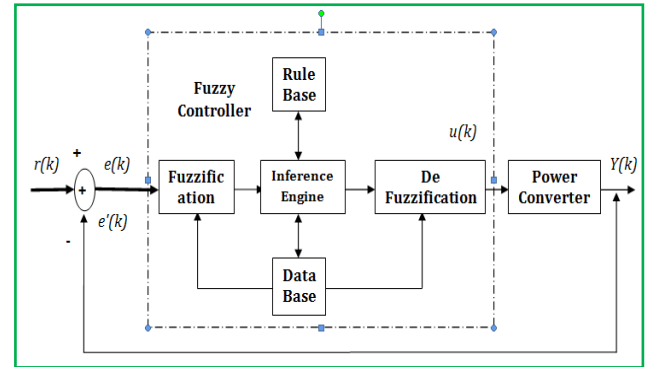 Rule
Base
Fuzzy
Controller
u(k)
+
r(k)
e(k)
Y(k)
+
Fuzzific
ation
Inference
Engine
De
Fuzzification
Power
Converter
e'(k)
-
Data
Base